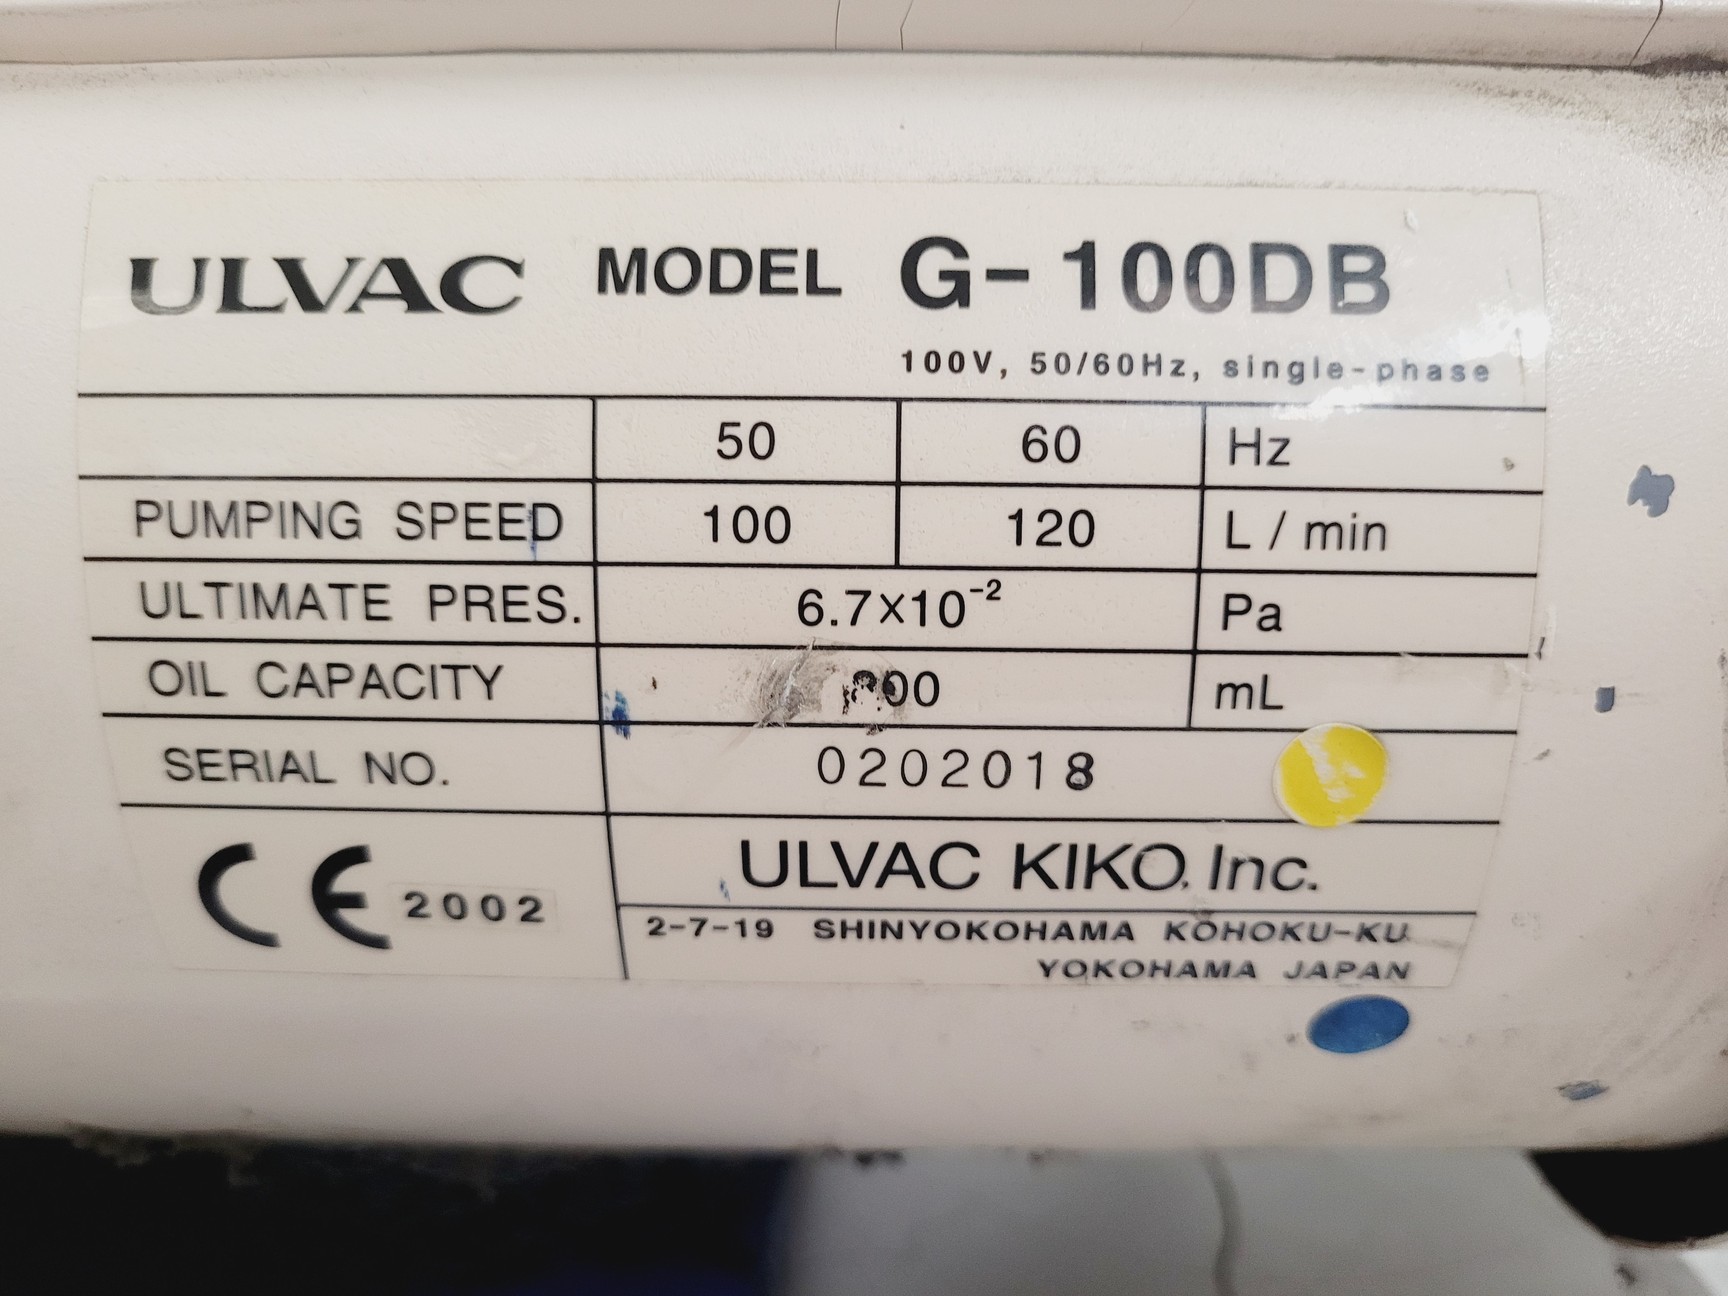 ULVAC MODEL G-100DB
100V, 50/60Hz, single-phase
50 60 Hz
PUMPING SPEED 100 120 L / min
ULTIMATE PRES. 6.7×10⁻² Pa
OIL CAPACITY mL
SERIAL NO. 0202018
CE 2002
ULVAC KIKO, Inc.
2-7-19 SHINYOKOHAMA KOHOKU-KU
YOKOHAMA JAPAN